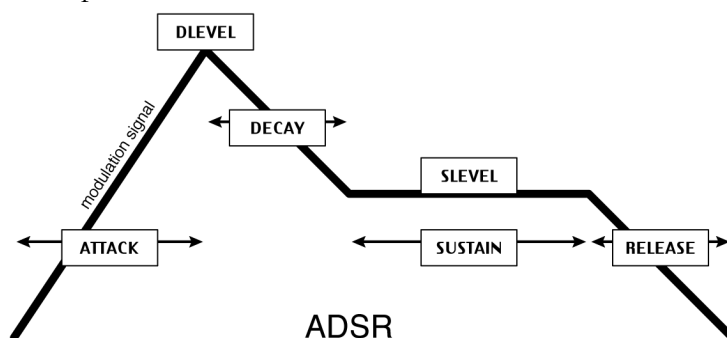 DLEVEL
modulation signal
DECAY
SLEVEL
ATTACK
SUSTAIN
RELEASE
ADSR